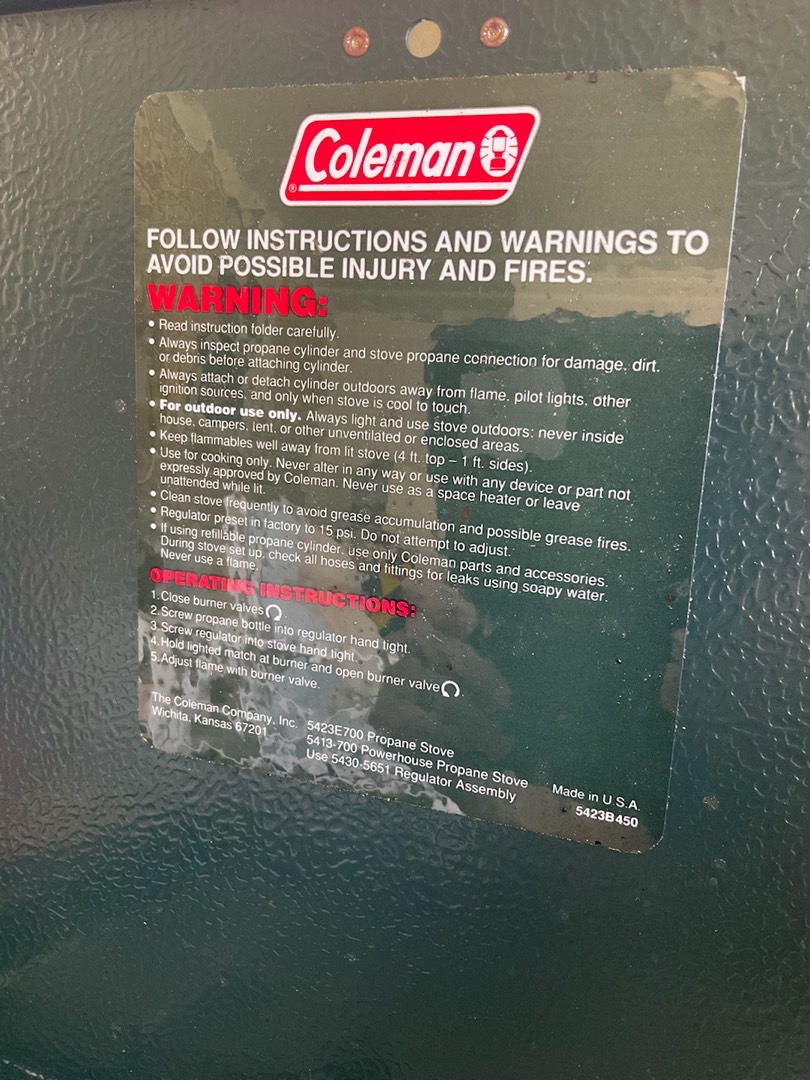 Coleman
®
FOLLOW INSTRUCTIONS AND WARNINGS TO
AVOID POSSIBLE INJURY AND FIRES.
WARNING:
• Read instruction folder carefully.
• Always inspect propane cylinder and stove propane connection for damage, dirt,
or debris before attaching cylinder.
• Always attach or detach cylinder outdoors away from flame, pilot lights, other
ignition sources, and only when stove is cool to touch.
• For outdoor use only. Always light and use stove outdoors; never inside
house, campers, tent, or other unventilated or enclosed areas.
• Keep flammables well away from lit stove (4 ft. top – 1 ft. sides).
• Use for cooking only. Never alter in any way or use with any device or part not
expressly approved by Coleman. Never use as a space heater or leave
unattended while lit.
• Clean stove frequently to avoid grease accumulation and possible grease fires.
• Regulator preset in factory to 15 psi. Do not attempt to adjust.
• If using refillable propane cylinder, use only Coleman parts and accessories.
During stove set up, check all hoses and fittings for leaks using soapy water.
Never use a flame.
OPERATING INSTRUCTIONS:
1. Close burner valves
2. Screw propane bottle into regulator hand tight.
3. Screw regulator into stove hand tight.
4. Hold lighted match at burner and open burner valve .
5. Adjust flame with burner valve.
The Coleman Company, Inc.
Wichita, Kansas 67201
5423E700 Propane Stove
5413-700 Powerhouse Propane Stove
Use 5430-5651 Regulator Assembly
Made in U.S.A.
5423B450